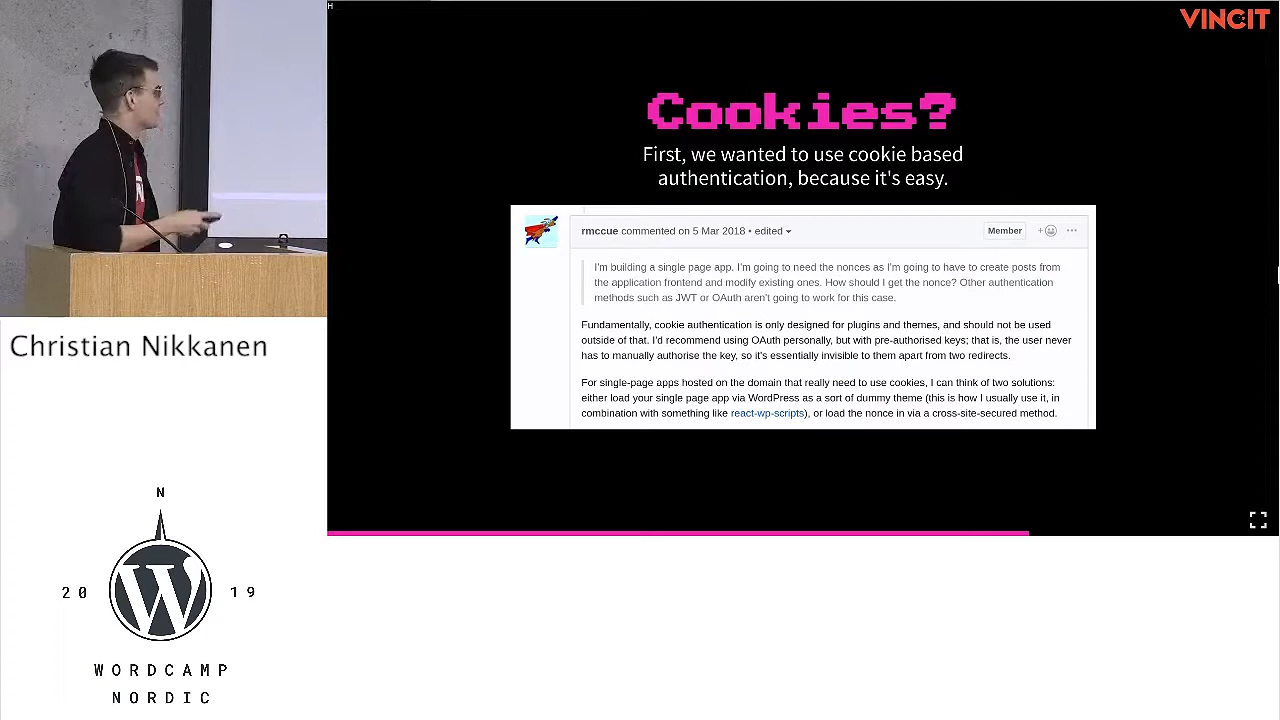 H
VINCIT
Cookies?
First, we wanted to use cookie based
authentication, because it's easy.
rmccue commented on 5 Mar 2018 • edited
Member
I'm building a single page app. I'm going to need the nonces as I'm going to have to create posts from
the application frontend and modify existing ones. How should I get the nonce? Other authentication
methods such as JWT or OAuth aren't going to work for this case.
Fundamentally, cookie authentication is only designed for plugins and themes, and should not be used
outside of that. I'd recommend using OAuth personally, but with pre-authorised keys; that is, the user never
has to manually authorise the key, so it's essentially invisible to them apart from two redirects.
For single-page apps hosted on the domain that really need to use cookies, I can think of two solutions:
either load your single page app via WordPress as a sort of dummy theme (this is how I usually use it, in
combination with something like react-wp-scripts), or load the nonce in via a cross-site-secured method.
Christian Nikkanen
N
20 19
W
WORDCAMP
NORDIC